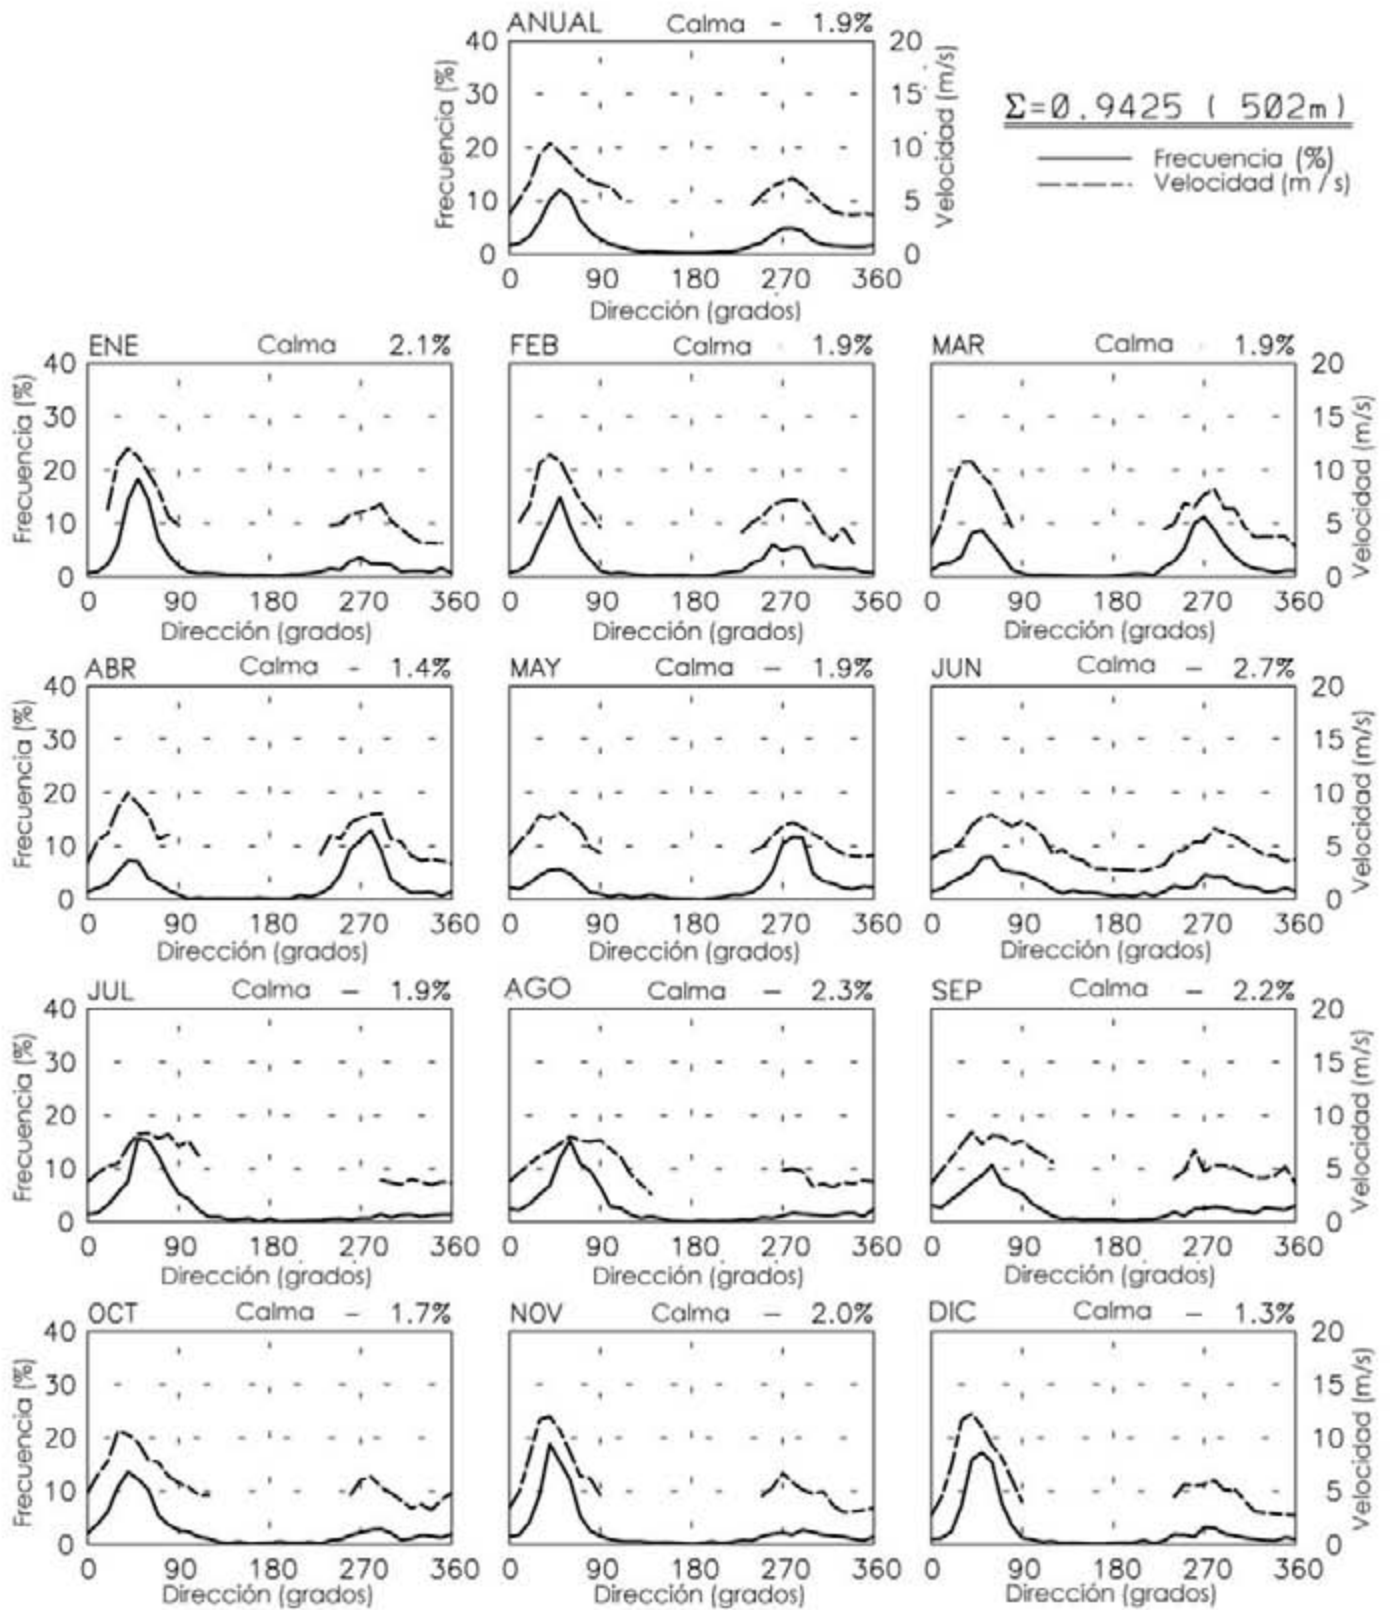 ANUAL Calma - 1.9%
40 20
30 15
20 10
10 5
0 0
Frecuencia (%) Velocidad (m/s)
0 90 180 270 360
Dirección (grados)
Σ=0.9425 ( 502m )
Frecuencia (%)
Velocidad (m/s)
ENE Calma 2.1% FEB Calma - 1.9% MAR Calma - 1.9%
40 20
30 15
20 10
10 5
0 0
Frecuencia (%) Velocidad (m/s)
0 90 180 270 360 0 90 180 270 360 0 90 180 270 360
Dirección (grados) Dirección (grados) Dirección (grados)
ABR Calma - 1.4% MAY Calma - 1.9% JUN Calma - 2.7%
40 20
30 15
20 10
10 5
0 0
Frecuencia (%) Velocidad (m/s)
0 90 180 270 360 0 90 180 270 360 0 90 180 270 360
Dirección (grados) Dirección (grados) Dirección (grados)
JUL Calma - 1.9% AGO Calma - 2.3% SEP Calma - 2.2%
40 20
30 15
20 10
10 5
0 0
Frecuencia (%) Velocidad (m/s)
0 90 180 270 360 0 90 180 270 360 0 90 180 270 360
Dirección (grados) Dirección (grados) Dirección (grados)
OCT Calma - 1.7% NOV Calma - 2.0% DIC Calma - 1.3%
40 20
30 15
20 10
10 5
0 0
Frecuencia (%) Velocidad (m/s)
0 90 180 270 360 0 90 180 270 360 0 90 180 270 360
Dirección (grados) Dirección (grados) Dirección (grados)